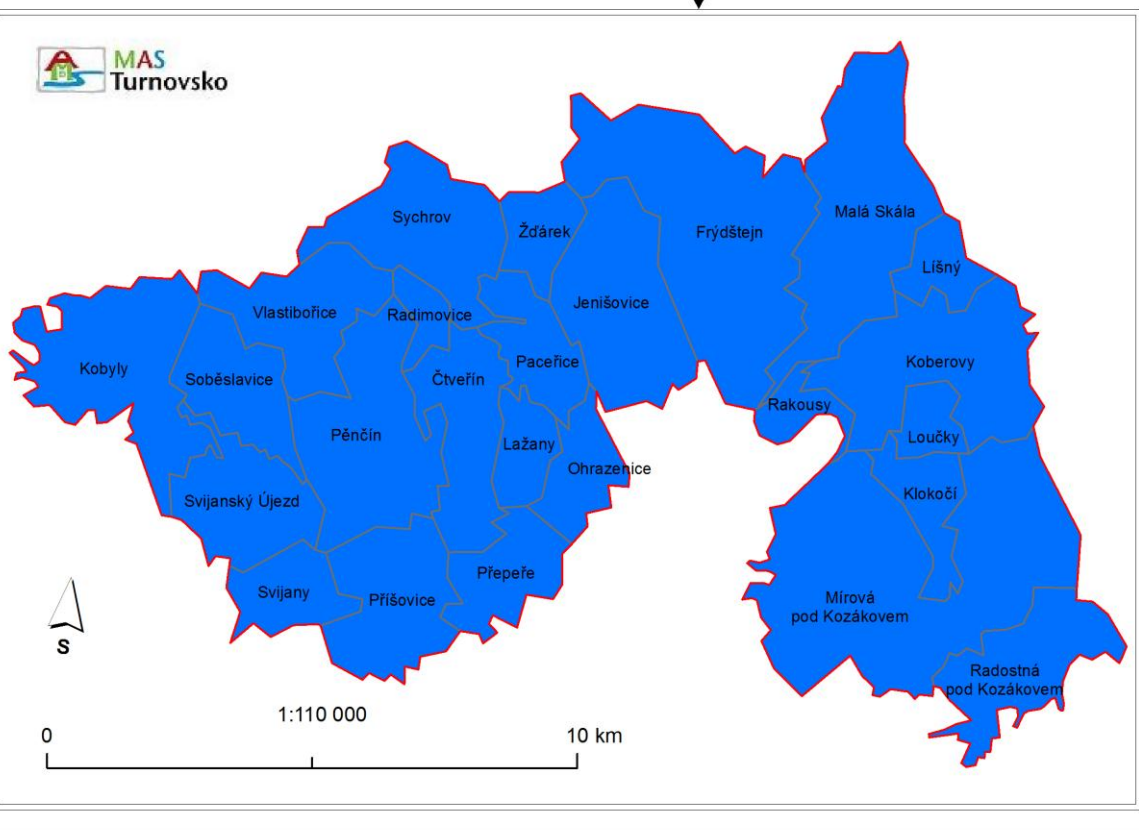 MAS
Turnovsko
Malá Skála
Sychrov
Žďárek
Frýdštejn
Líšný
Jenišovice
Vlastibořice
Radimovice
Paceřice
Koberovy
Kobyly
Soběslavice
Čtveřín
Rakousy
Pěnčín
Loučky
Lažany
Ohrazenice
Klokočí
Svijanský Újezd
Přepeře
Svijany
Příšovice
Mírová
pod Kozákovem
Radostná
pod Kozákovem
S
1:110 000
0
10 km